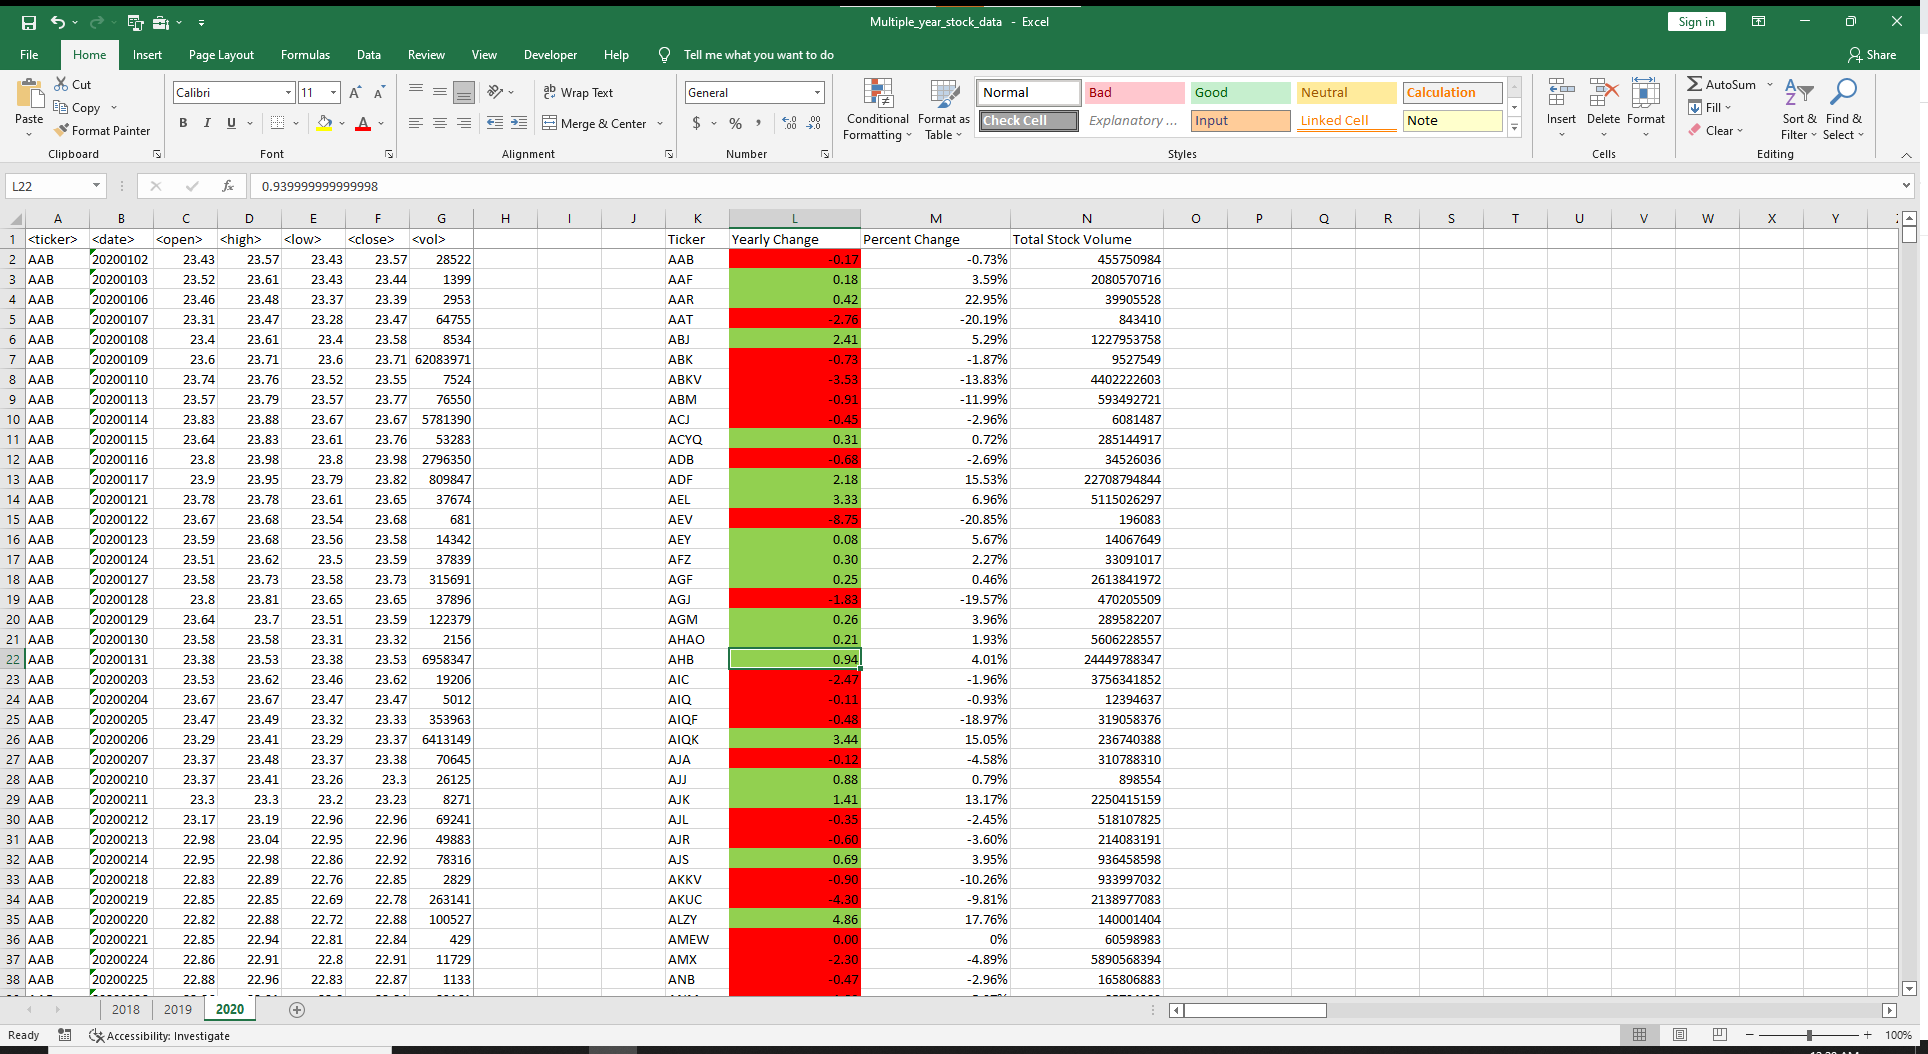 Multiple_year_stock_data - Excel
Sign in
File Home Insert Page Layout Formulas Data Review View Developer Help Tell me what you want to do Share
Paste Cut Copy Format Painter Clipboard
Calibri 11 A A B I U A Font
ab Wrap Text Merge & Center Alignment
General $ % , Number
Conditional Formatting Format as Table
Normal Bad Good Neutral Calculation
Check Cell Explanatory ... Input Linked Cell Note
Styles
Insert Delete Format Cells
AutoSum Fill Clear Sort & Filter Find & Select Editing
L22 fx 0.939999999999998
A B C D E F G H I J K L M N O P Q R S T U V W X Y
1 <ticker> <date> <open> <high> <low> <close> <vol> Ticker Yearly Change Percent Change Total Stock Volume
2 AAB 20200102 23.43 23.57 23.43 23.57 28522 AAB -0.17 -0.73% 455750984
3 AAB 20200103 23.52 23.61 23.43 23.44 1399 AAF 0.18 3.59% 2080570716
4 AAB 20200106 23.46 23.48 23.37 23.39 2953 AAR 0.42 22.95% 39905528
5 AAB 20200107 23.31 23.47 23.28 23.47 64755 AAT -2.76 -20.19% 843410
6 AAB 20200108 23.4 23.61 23.4 23.58 8534 ABJ 2.41 5.29% 1227953758
7 AAB 20200109 23.6 23.71 23.6 23.71 62083971 ABK -0.73 -1.87% 9527549
8 AAB 20200110 23.74 23.76 23.52 23.55 7524 ABKV -3.53 -13.83% 4402222603
9 AAB 20200113 23.57 23.79 23.57 23.77 76550 ABM -0.91 -11.99% 593492721
10 AAB 20200114 23.83 23.88 23.67 23.67 5781390 ACJ -0.45 -2.96% 6081487
11 AAB 20200115 23.64 23.83 23.61 23.76 53283 ACYQ 0.31 0.72% 285144917
12 AAB 20200116 23.8 23.98 23.8 23.98 2796350 ADB -0.68 -2.69% 34526036
13 AAB 20200117 23.9 23.95 23.79 23.82 809847 ADF 2.18 15.53% 22708794844
14 AAB 20200121 23.78 23.78 23.61 23.65 37674 AEL 3.33 6.96% 5115026297
15 AAB 20200122 23.67 23.68 23.54 23.68 681 AEV -8.75 -20.85% 196083
16 AAB 20200123 23.59 23.68 23.56 23.58 14342 AEY 0.08 5.67% 14067649
17 AAB 20200124 23.51 23.62 23.5 23.59 37839 AFZ 0.30 2.27% 33091017
18 AAB 20200127 23.58 23.73 23.58 23.73 315691 AGF 0.25 0.46% 2613841972
19 AAB 20200128 23.8 23.81 23.65 23.65 37896 AGJ -1.83 -19.57% 470205509
20 AAB 20200129 23.64 23.7 23.51 23.59 122379 AGM 0.26 3.96% 289582207
21 AAB 20200130 23.58 23.58 23.31 23.32 2156 AHAO 0.21 1.93% 5606228557
22 AAB 20200131 23.38 23.53 23.38 23.53 6958347 AHB 0.94 4.01% 24449788347
23 AAB 20200203 23.53 23.62 23.46 23.62 19206 AIC -2.47 -1.96% 3756341852
24 AAB 20200204 23.67 23.67 23.47 23.47 5012 AIQ -0.11 -0.93% 12394637
25 AAB 20200205 23.47 23.49 23.32 23.33 353963 AIQF -0.48 -18.97% 319058376
26 AAB 20200206 23.29 23.41 23.29 23.37 6413149 AIQK 3.44 15.05% 236740388
27 AAB 20200207 23.37 23.48 23.37 23.38 70645 AJA -0.12 -4.58% 310788310
28 AAB 20200210 23.37 23.41 23.26 23.3 26125 AJJ 0.88 0.79% 898554
29 AAB 20200211 23.3 23.3 23.2 23.23 8271 AJK 1.41 13.17% 2250415159
30 AAB 20200212 23.17 23.19 22.96 22.96 69241 AJL -0.35 -2.45% 518107825
31 AAB 20200213 22.98 23.04 22.95 22.96 49883 AJR -0.60 -3.60% 214083191
32 AAB 20200214 22.95 22.98 22.86 22.92 78316 AJS 0.69 3.95% 936458598
33 AAB 20200218 22.83 22.89 22.76 22.85 2829 AKKV -0.90 -10.26% 933997032
34 AAB 20200219 22.85 22.85 22.69 22.78 263141 AKUC -4.30 -9.81% 2138977083
35 AAB 20200220 22.82 22.88 22.72 22.88 100527 ALZY 4.86 17.76% 140001404
36 AAB 20200221 22.85 22.94 22.81 22.84 429 AMEW 0.00 0% 60598983
37 AAB 20200224 22.86 22.91 22.8 22.91 11729 AMX -2.30 -4.89% 5890568394
38 AAB 20200225 22.88 22.96 22.83 22.87 1133 ANB -0.47 -2.96% 165806883
2018 2019 2020
Ready Accessibility: Investigate 100%